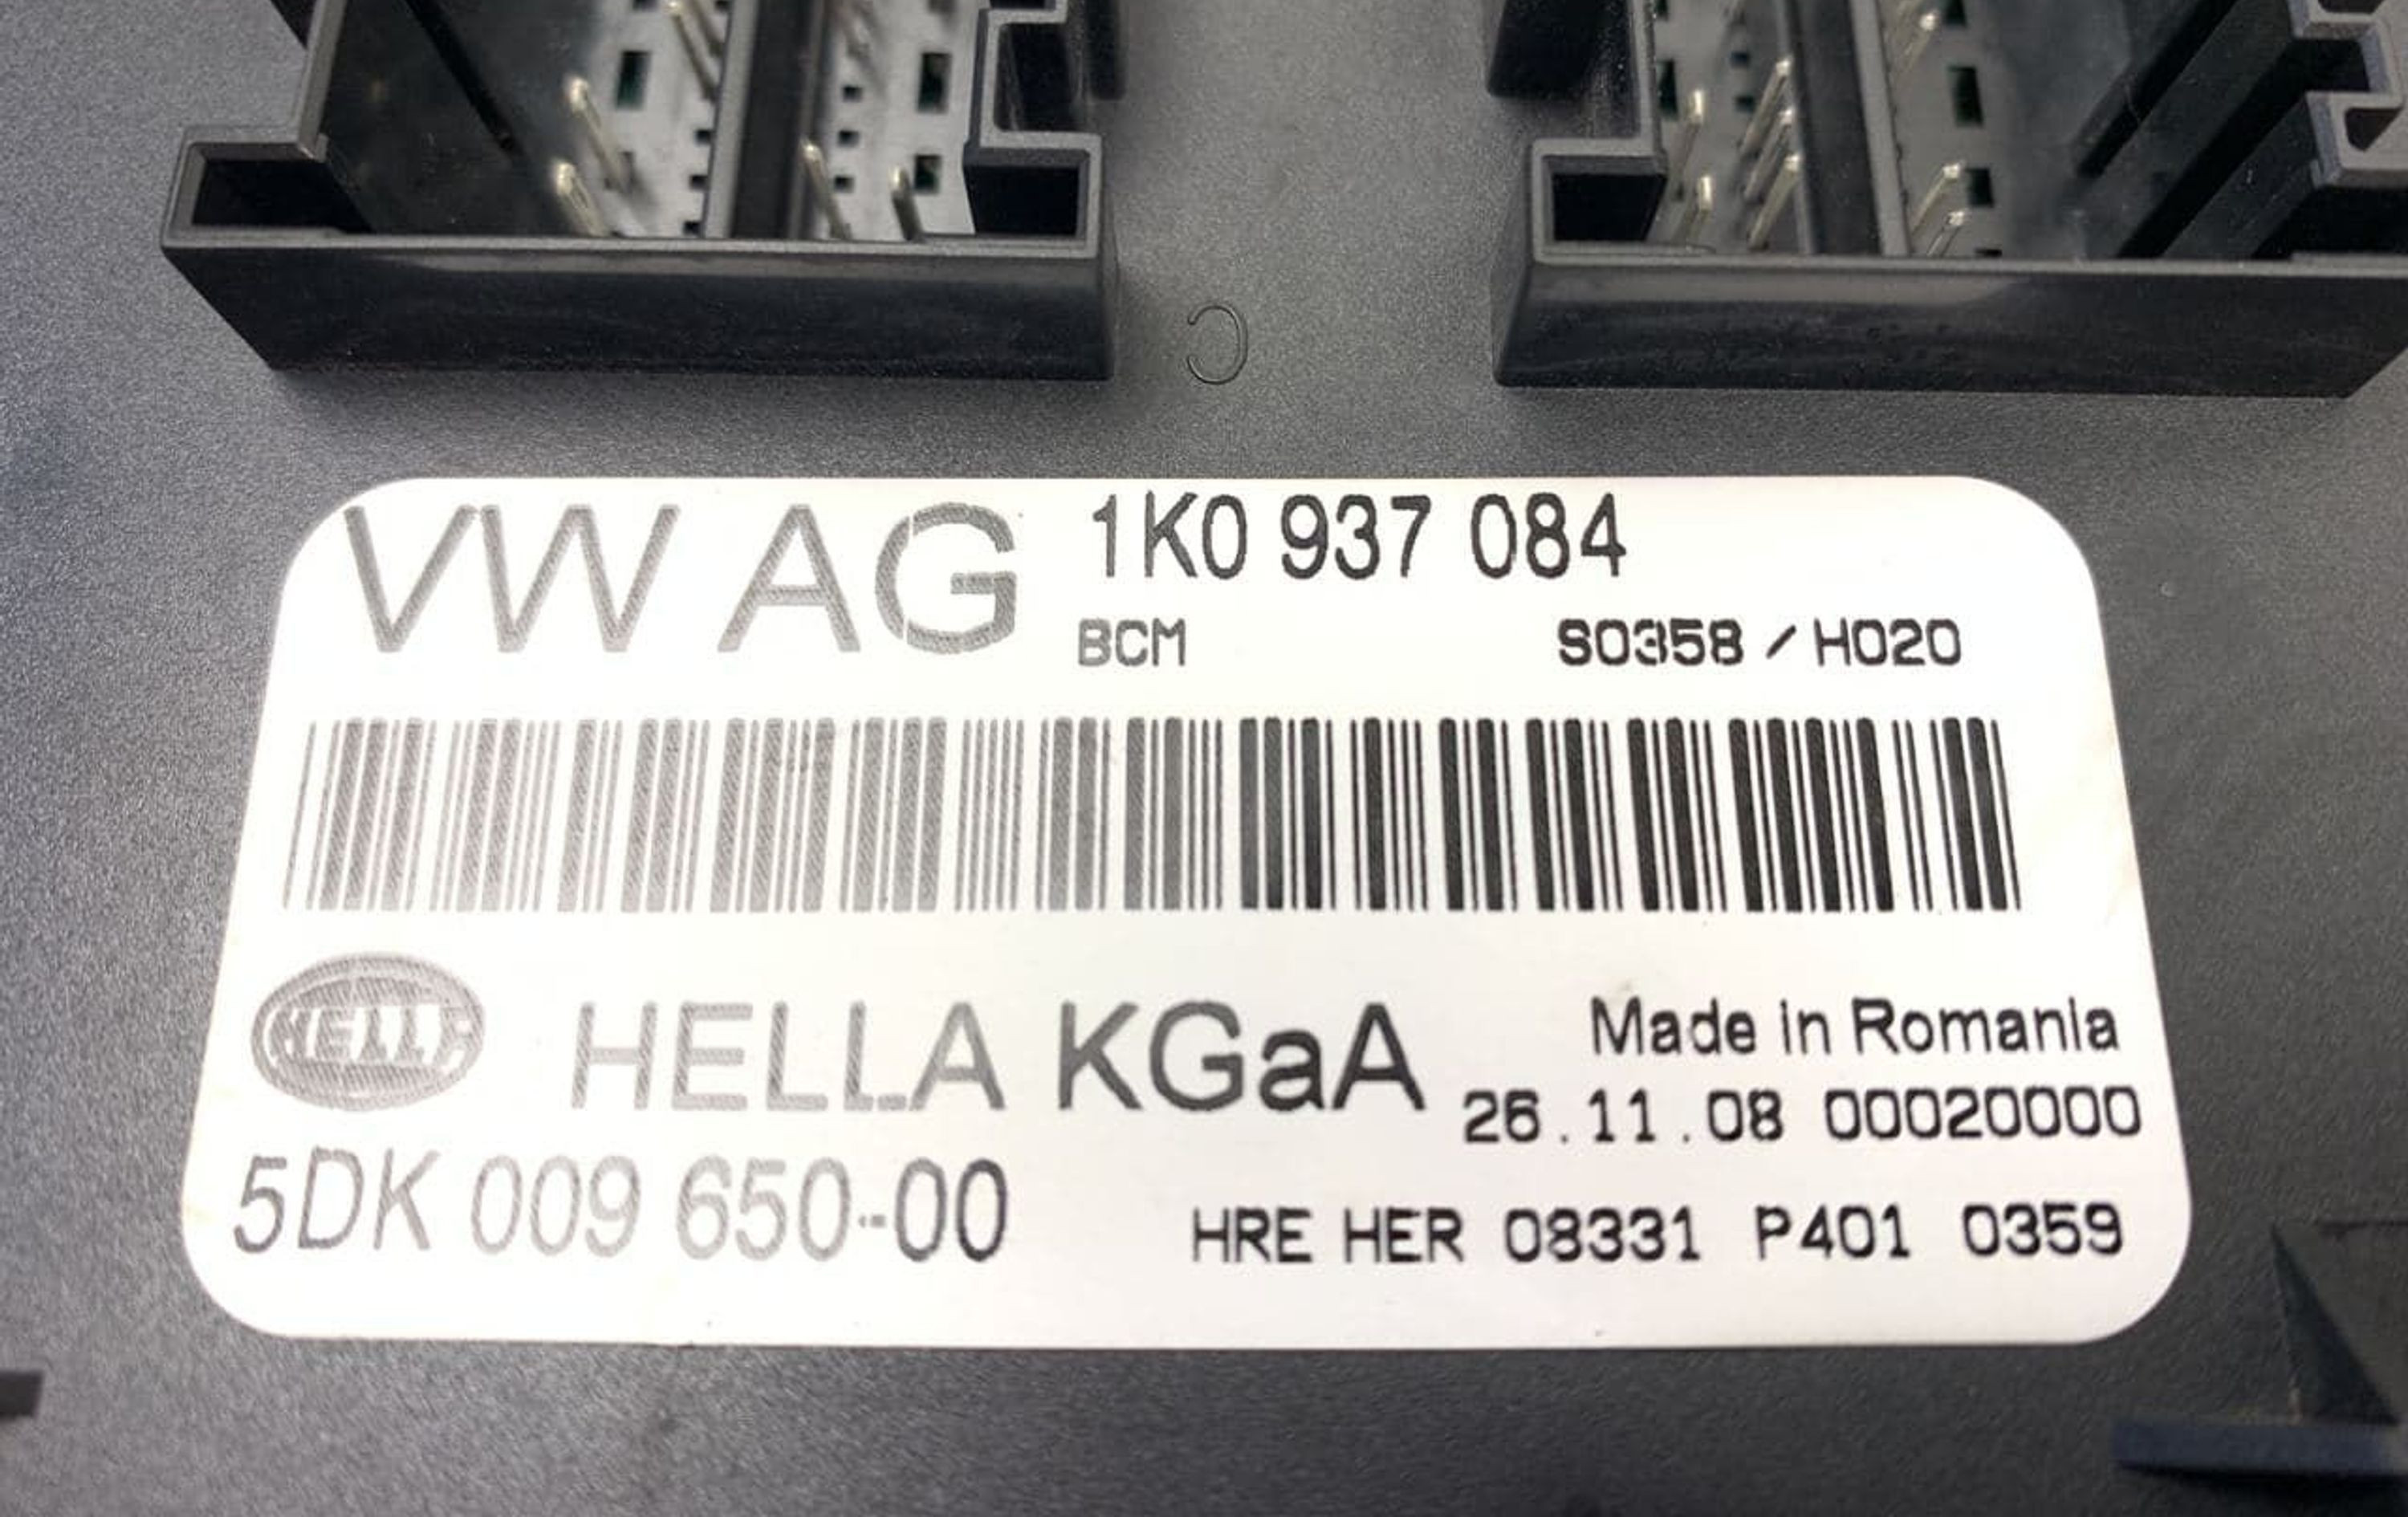 C
VW AG 1K0 937 084
BCM S0358 / H020
HELLA HELLA KGaA Made in Romania
26.11.08 00020000
5DK 009 650-00
HRE HER 08331 P401 0359